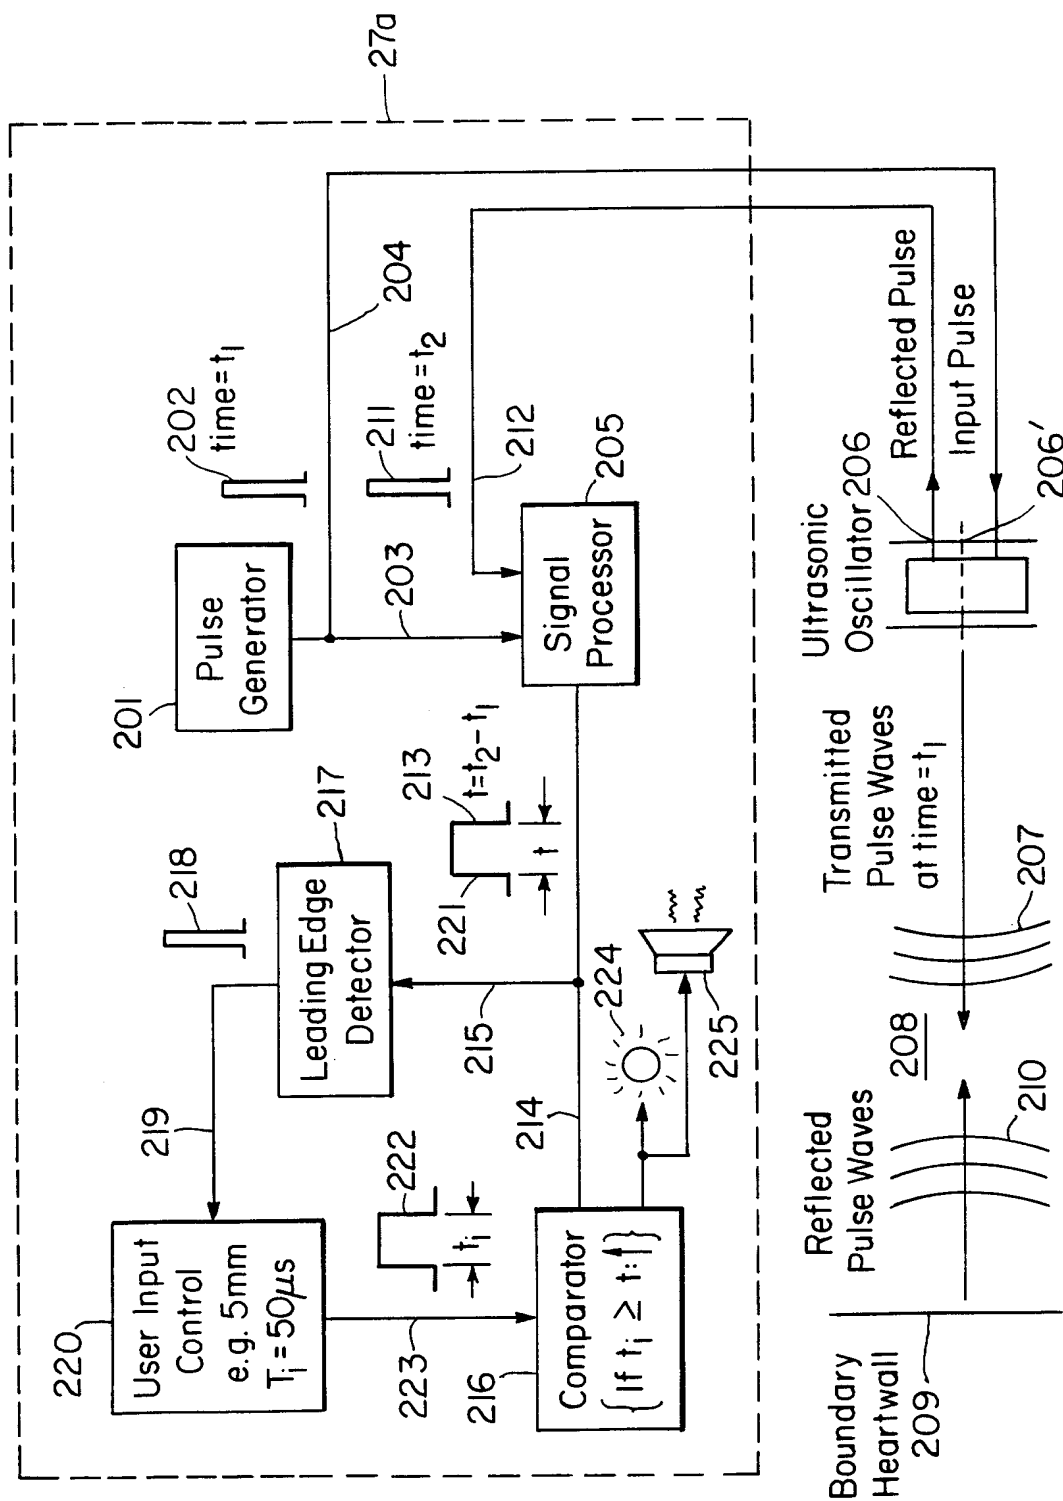 27a
202
time=t1
204
211
time=t2
212
201
Pulse
Generator
203
205
Signal
Processor
218
217
Leading Edge
Detector
213
t=t2-t1
221
t
215
219
220
User Input
Control
e.g. 5mm
Ti=50μs
222
ti
223
214
216
Comparator
{If ti ≥ t:}
224
225
Reflected Pulse
Input Pulse
Ultrasonic
Oscillator 206
206'
Transmitted
Pulse Waves
at time=t1
207
208
Reflected
Pulse Waves
210
Boundary
Heartwall
209